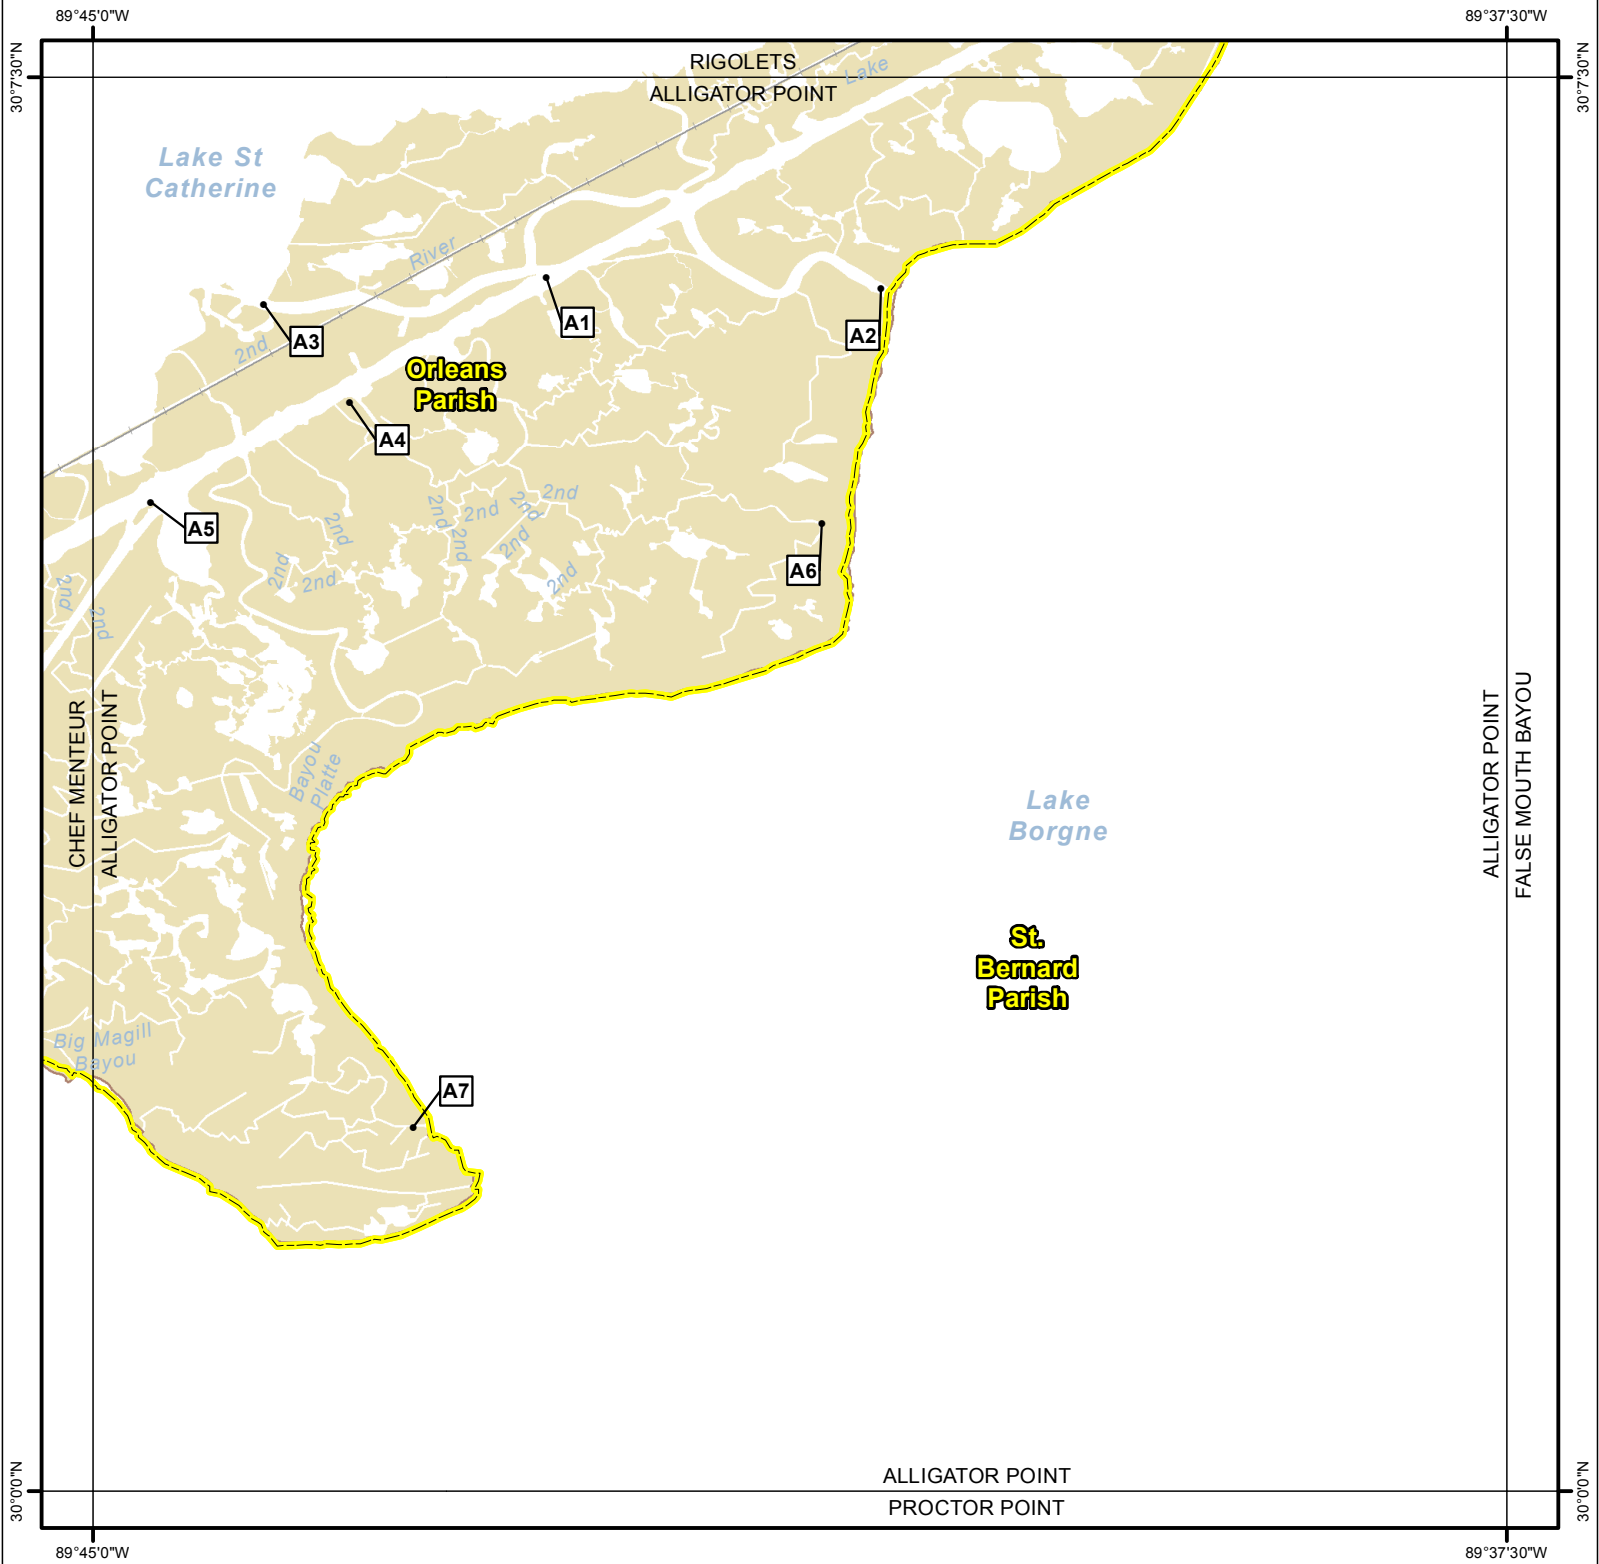 89°45'0"W
89°37'30"W
30°7'30"N
30°7'30"N
RIGOLETS
ALLIGATOR POINT
Lake
Lake St
Catherine
River
2nd
A1
A2
A3
Orleans
Parish
A4
A5
2nd
2nd
2nd
2nd
2nd
2nd
2nd
2nd
2nd
2nd
A6
2nd
2nd
CHEF MENTEUR
ALLIGATOR POINT
Bayou
Platte
Lake
Borgne
ALLIGATOR POINT
FALSE MOUTH BAYOU
St.
Bernard
Parish
Big Magill
Bayou
A7
30°0'0"N
30°0'0"N
ALLIGATOR POINT
PROCTOR POINT
89°45'0"W
89°37'30"W